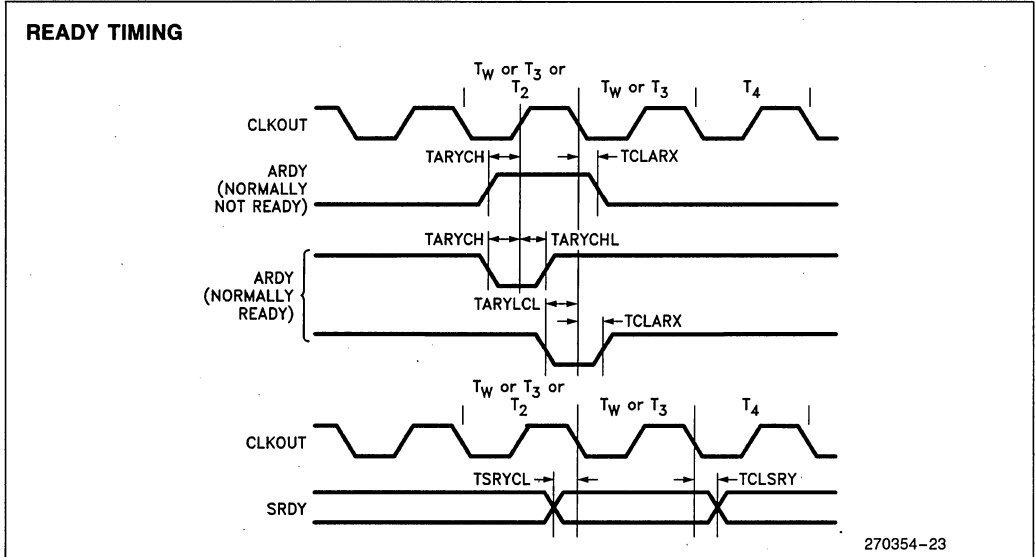 READY TIMING
TW or T3 or
T2
TW or T3
T4
CLKOUT
TARYCH
TCLARX
ARDY
(NORMALLY
NOT READY)
TARYCH
TARYCHL
ARDY
(NORMALLY
READY)
TARYLCL
TCLARX
TW or T3 or
T2
TW or T3
T4
CLKOUT
TSRYCL
TCLSRY
SRDY
270354-23